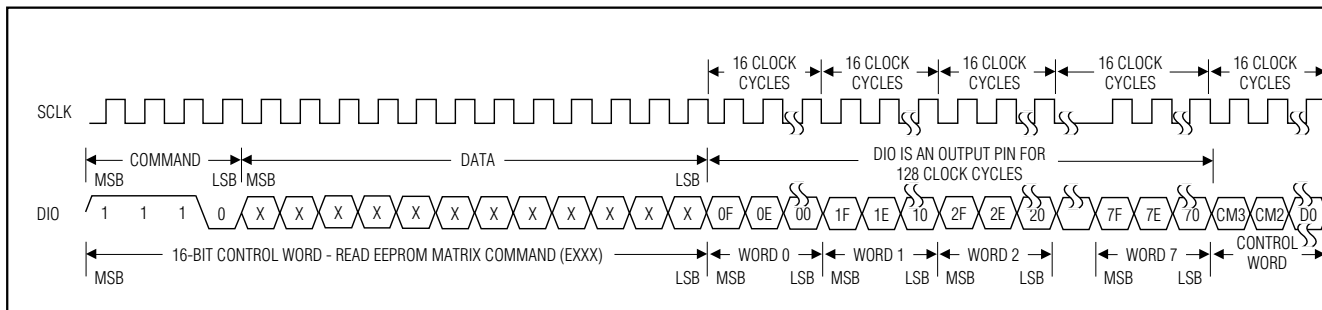 16 CLOCK CYCLES
16 CLOCK CYCLES
16 CLOCK CYCLES
16 CLOCK CYCLES
16 CLOCK CYCLES
SCLK
COMMAND
DATA
DIO IS AN OUTPUT PIN FOR
128 CLOCK CYCLES
MSB LSB MSB LSB
DIO 1 1 1 0 X X X X X X X X X X X X 0F 0E 00 1F 1E 10 2F 2E 20 7F 7E 70 CM3 CM2 D0
16-BIT CONTROL WORD - READ EEPROM MATRIX COMMAND (EXXX)
WORD 0 WORD 1 WORD 2 WORD 7 CONTROL WORD
MSB LSB MSB LSB MSB LSB MSB LSB MSB LSB